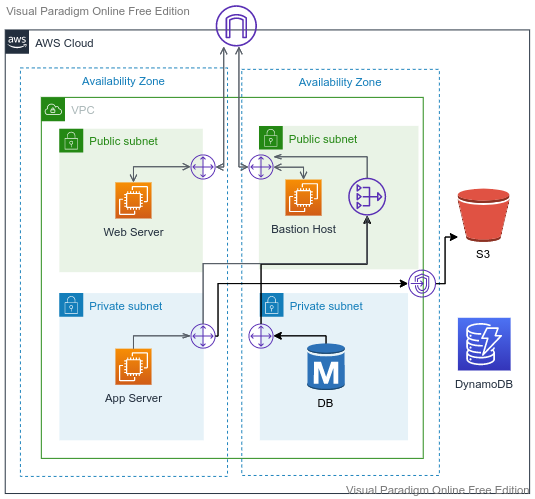 Visual Paradigm Online Free Edition
aws
AWS Cloud
Availability Zone
Availability Zone
VPC
Public subnet
Public subnet
Web Server
Bastion Host
S3
Private subnet
Private subnet
App Server
M
DB
DynamoDB
Visual Paradigm Online Free Edition